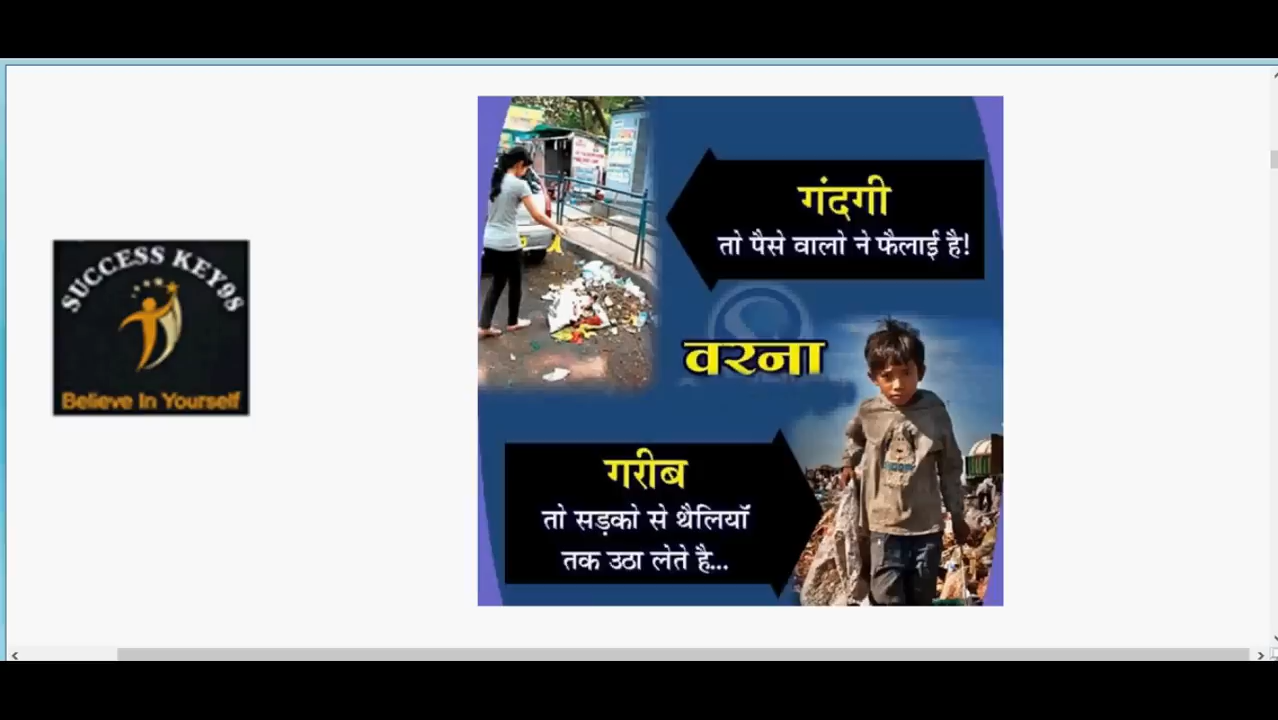 SUCCESS KEY98
Believe In Yourself
गंदगी
तो पैसे वालो ने फैलाई है!
वरना
गरीब
तो सड़को से थैलियाँ
तक उठा लेते है...